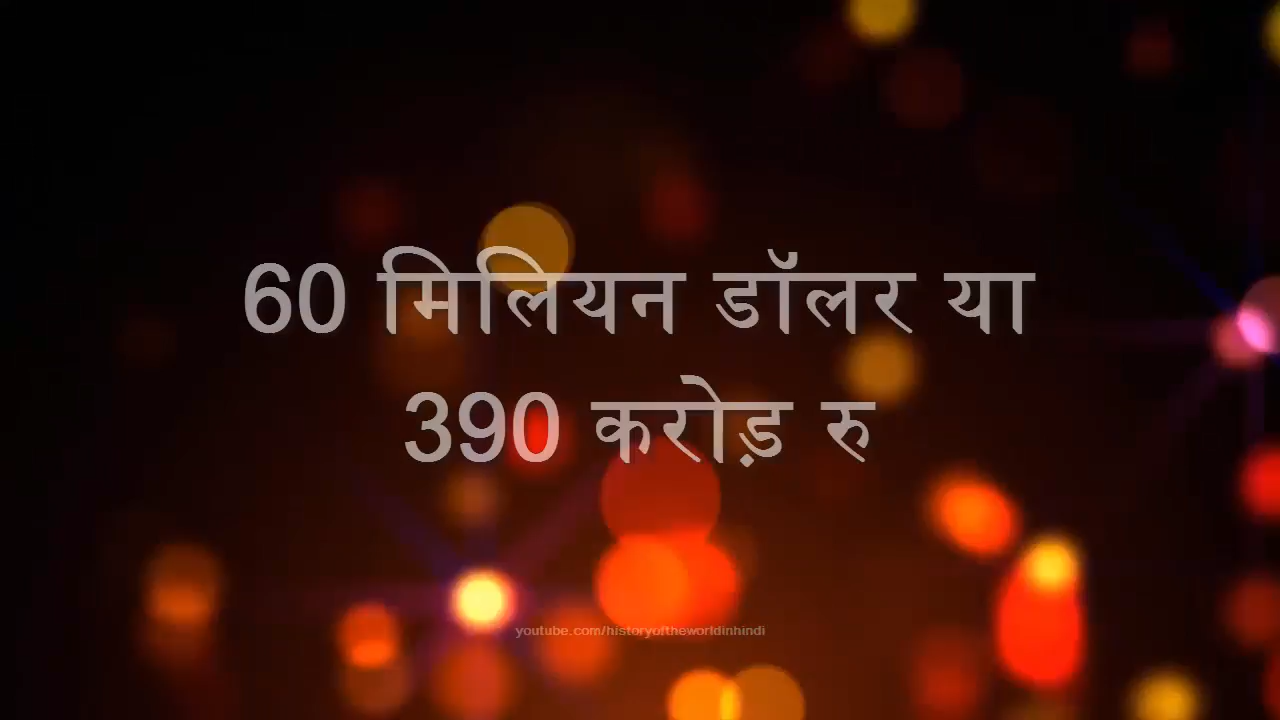 60 मिलियन डॉलर या
390 करोड़ रु
youtube.com/historyoftheworldinhindi